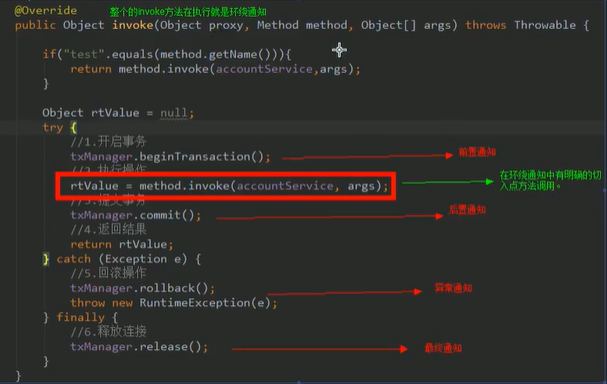 @Override 整个的invoke方法在执行就是环绕通知
public Object invoke(Object proxy, Method method, Object[] args) throws Throwable {
if("test".equals(method.getName())){
return method.invoke(accountService,args);
}
Object rtValue = null;
try {
//1.开启事务
txManager.beginTransaction(); 前置通知
//2.执行操作
rtValue = method.invoke(accountService, args); 在环绕通知中有明确的切
入点方法调用。
//3.提交事务
txManager.commit(); 后置通知
//4.返回结果
return rtValue;
} catch (Exception e) {
//5.回滚操作
txManager.rollback(); 异常通知
throw new RuntimeException(e);
} finally {
//6.释放连接
txManager.release(); 最终通知
}
}